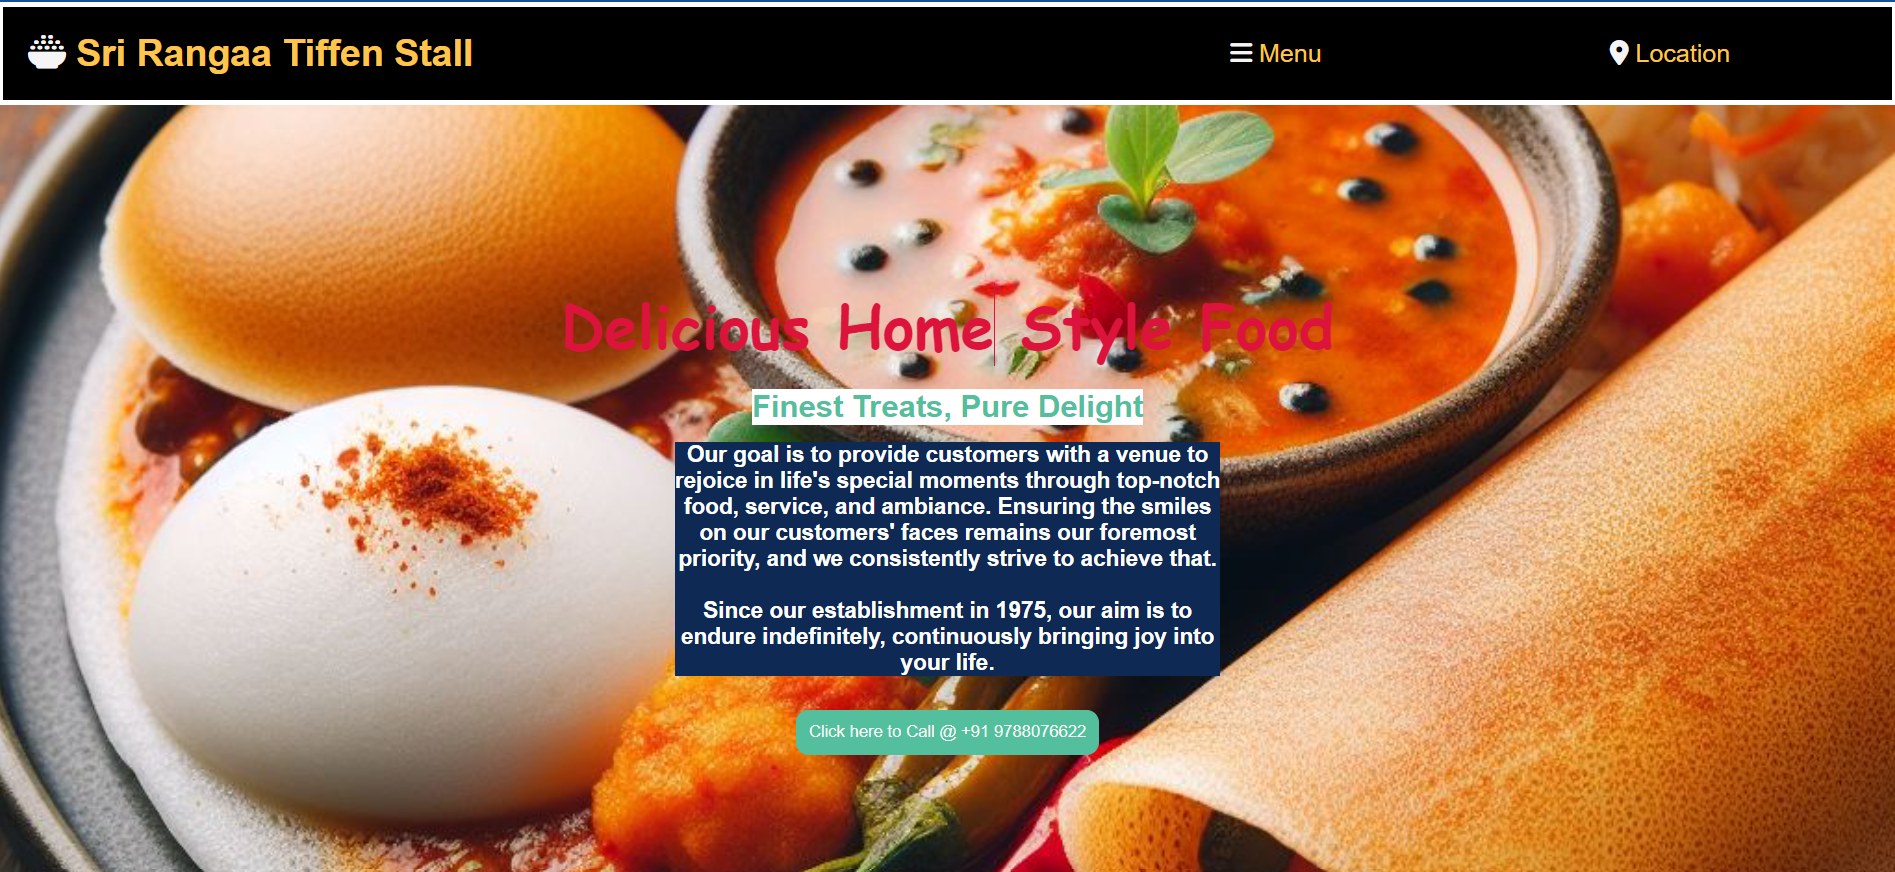 Sri Rangaa Tiffen Stall
Menu
Location
Delicious Home Style Food
Finest Treats, Pure Delight
Our goal is to provide customers with a venue to
rejoice in life's special moments through top-notch
food, service, and ambiance. Ensuring the smiles
on our customers' faces remains our foremost
priority, and we consistently strive to achieve that.
Since our establishment in 1975, our aim is to
endure indefinitely, continuously bringing joy into
your life.
Click here to Call @ +91 9788076622